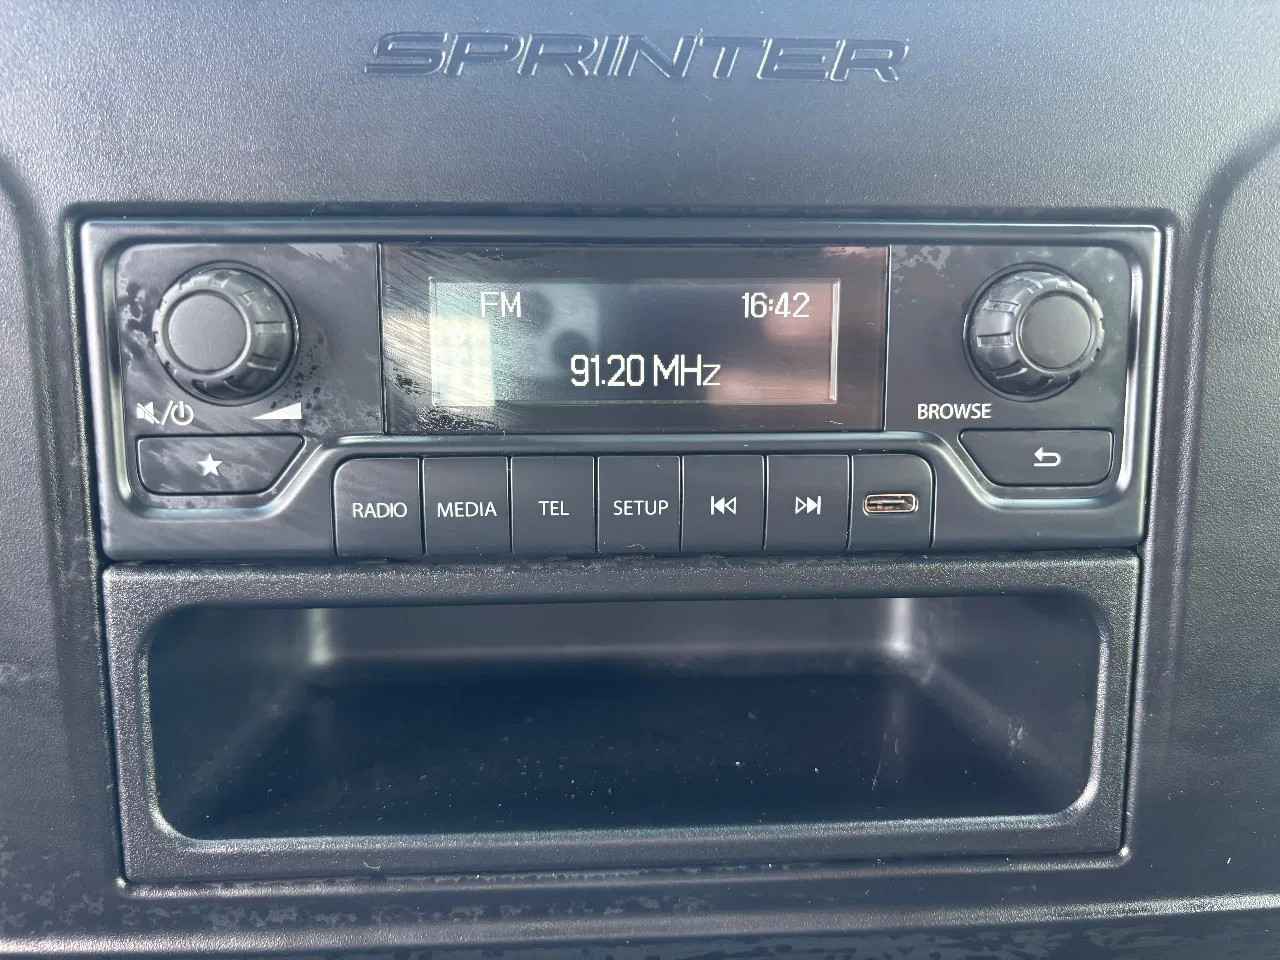 SPRINTER
FM 16:42
91.20 MHz
BROWSE
RADIO MEDIA TEL SETUP